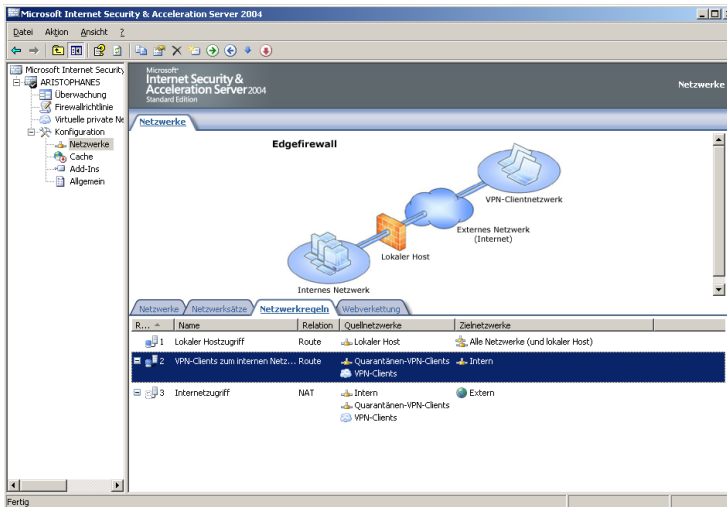 Microsoft Internet Security & Acceleration Server 2004
Datei Aktion Ansicht ?
Microsoft Internet Security
ARISTOPHANES
Überwachung
Firewallrichtlinie
Virtuelle private Ne
Konfiguration
Netzwerke
Cache
Add-Ins
Allgemein
Microsoft
Internet Security &
Acceleration Server 2004
Standard Edition
Netzwerke
Netzwerke
Edgefirewall
VPN-Clientnetzwerk
Externes Netzwerk
(Internet)
Lokaler Host
Internes Netzwerk
Netzwerke Netzwerksätze Netzwerkregeln Webverkettung
R... Name Relation Quellnetzwerke Zielnetzwerke
1 Lokaler Hostzugriff Route Lokaler Host Alle Netzwerke (und lokaler Host)
2 VPN-Clients zum internen Netz... Route Quarantänen-VPN-Clients Intern
VPN-Clients
3 Internetzugriff NAT Intern Extern
Quarantänen-VPN-Clients
VPN-Clients
Fertig